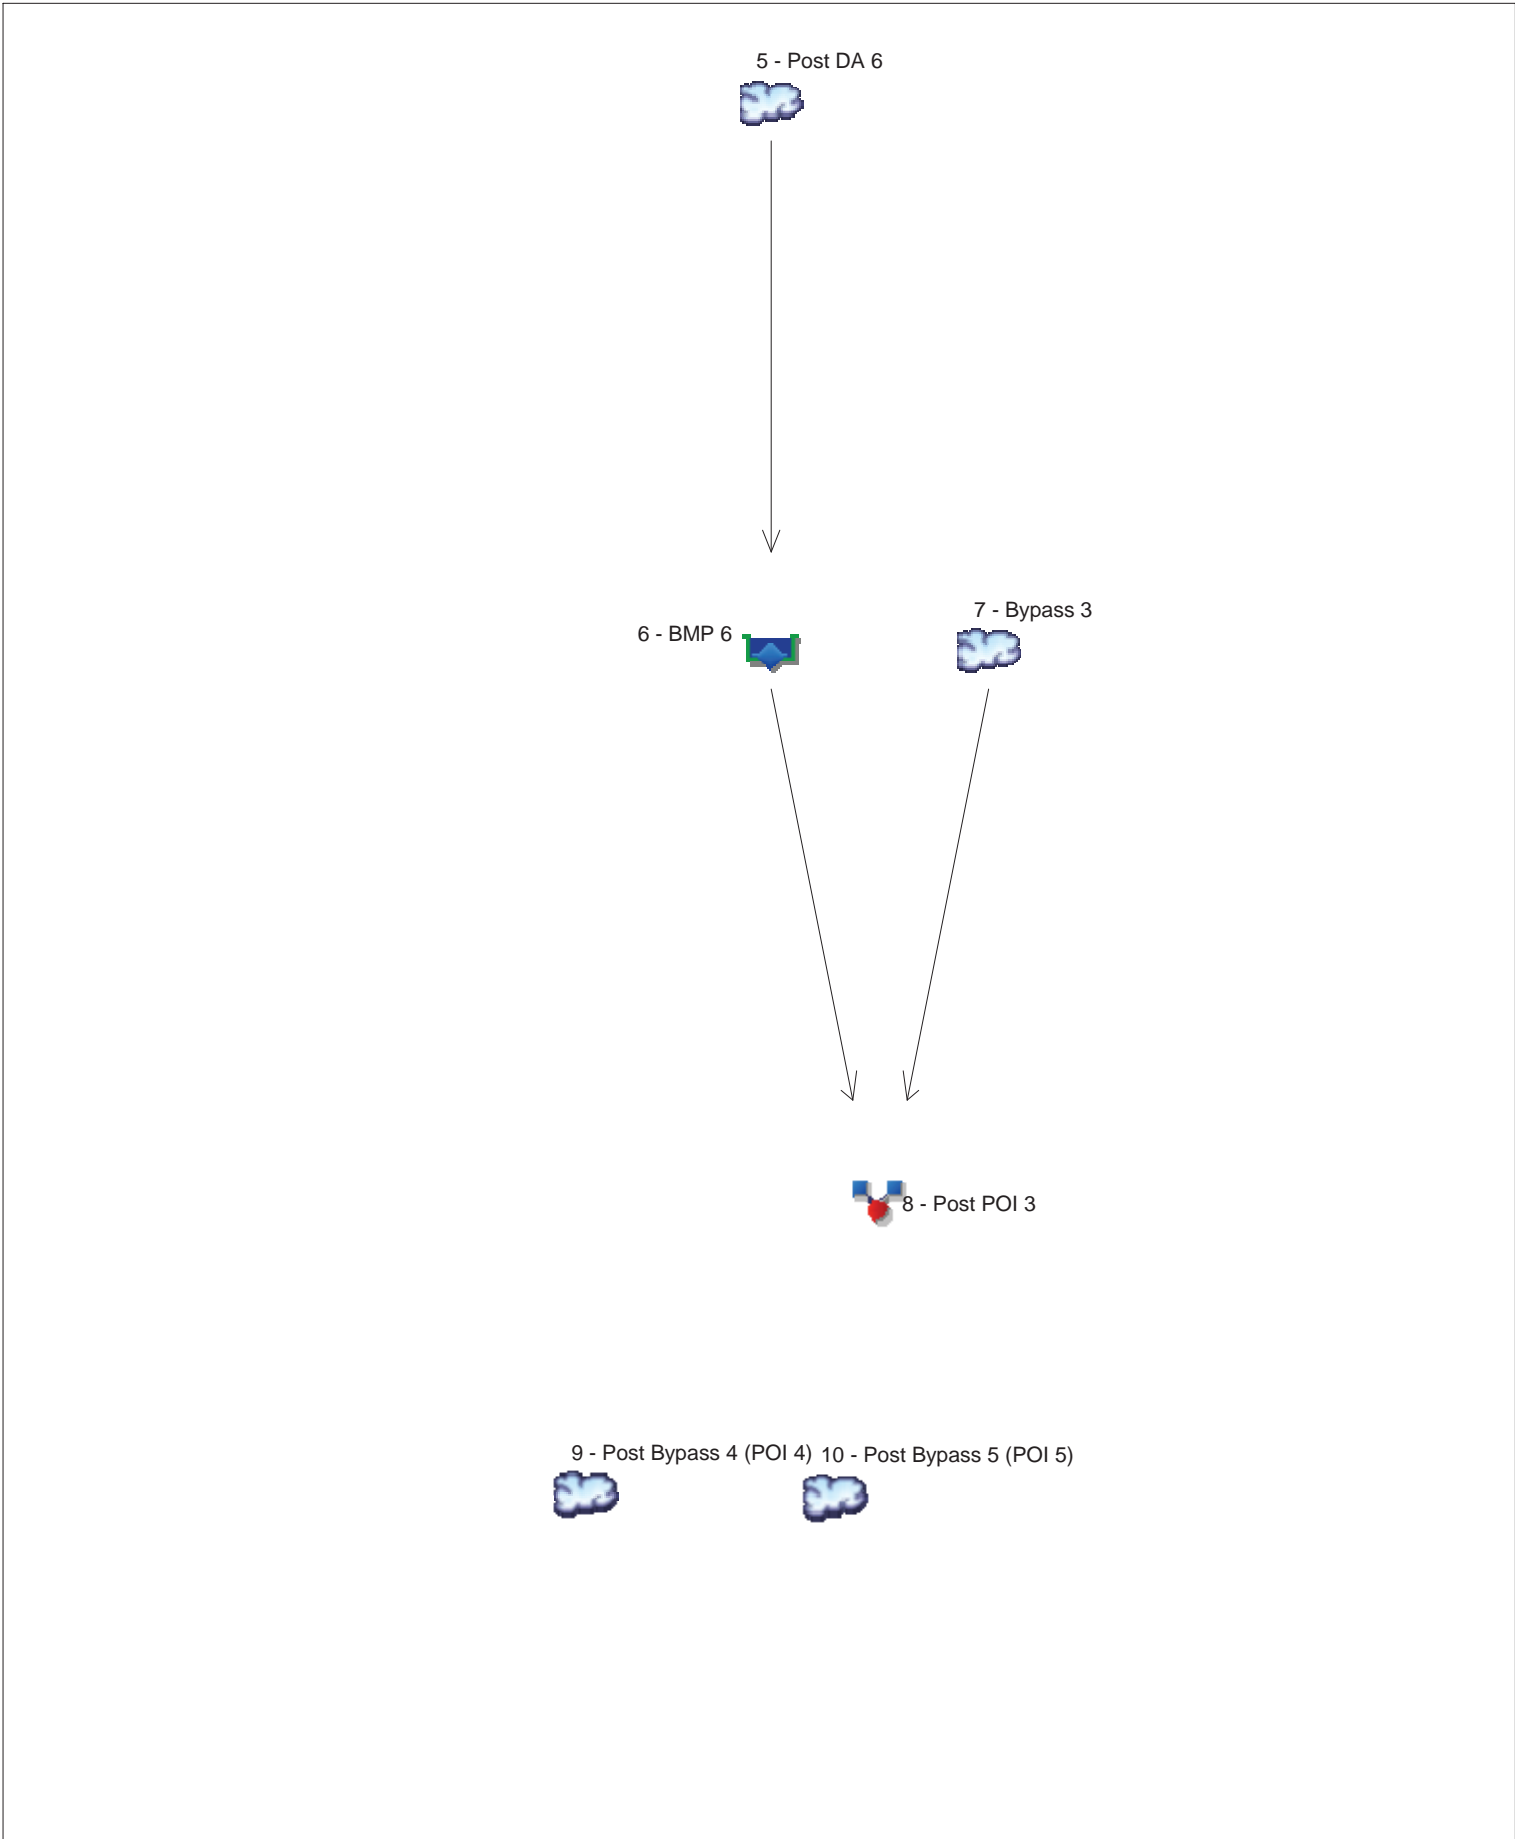 5 - Post DA 6
7 - Bypass 3
6 - BMP 6
8 - Post POI 3
9 - Post Bypass 4 (POI 4)
10 - Post Bypass 5 (POI 5)